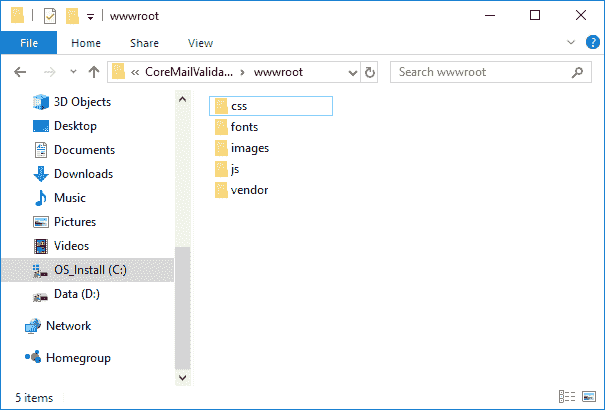 wwwroot
File Home Share View
« CoreMailValida... > wwwroot
Search wwwroot
3D Objects
Desktop
Documents
Downloads
Music
Pictures
Videos
OS_Install (C:)
Data (D:)
Network
Homegroup
css
fonts
images
js
vendor
5 items